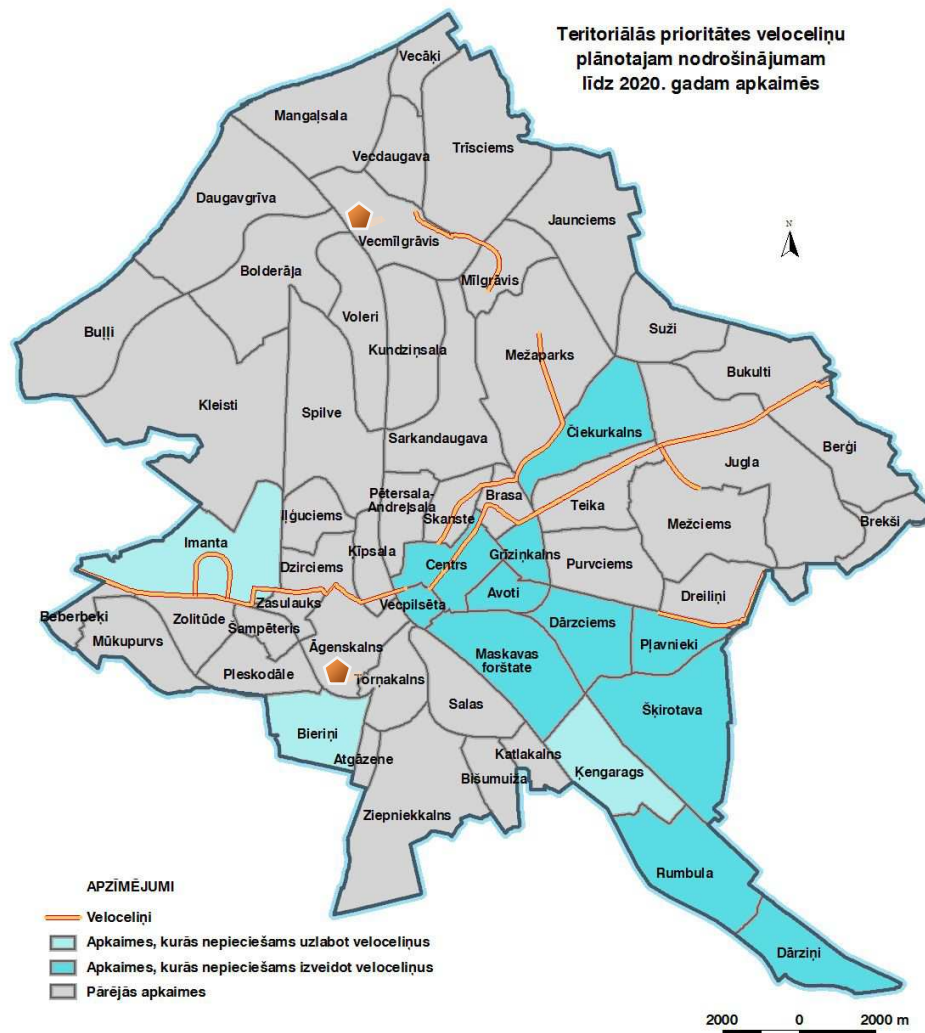 Teritoriālās prioritātes veloceliņu
plānotajam nodrošinājumam
līdz 2020. gadam apkaimēs
Vecāķi
Mangaļsala
Vecdaugava
Trīsciems
Daugavgrīva
Jaunciems
N
Vecmīlgrāvis
Bolderāja
Mīlgrāvis
Voleri
Suži
Buļļi
Kundziņsala
Mežaparks
Bukulti
Kleisti
Spilve
Čiekurkalns
Sarkandaugava
Berģi
Jugla
Pētersala-
Andrejsala
Brasa
Iļģuciems
Skanste
Teika
Mežciems
Brekši
Imanta
Ķīpsala
Grīziņkalns
Dzirciems
Centrs
Purvciems
Avoti
Dreiliņi
Zasulauks
Vecpilsēta
Beberbeķi
Zolitūde
Šampēteris
Dārzciems
Mūkupurvs
Āgenskalns
Pļavnieki
Maskavas
forštate
Pleskodāle
Torņakalns
Salas
Šķirotava
Bieriņi
Atgāzene
Katlakalns
Ķengarags
Bišumuiža
Ziepniekkalns
Rumbula
Dārziņi
APZĪMĒJUMI
Veloceliņi
Apkaimes, kurās nepieciešams uzlabot veloceliņus
Apkaimes, kurās nepieciešams izveidot veloceliņus
Pārējās apkaimes
2000 0 2000 m